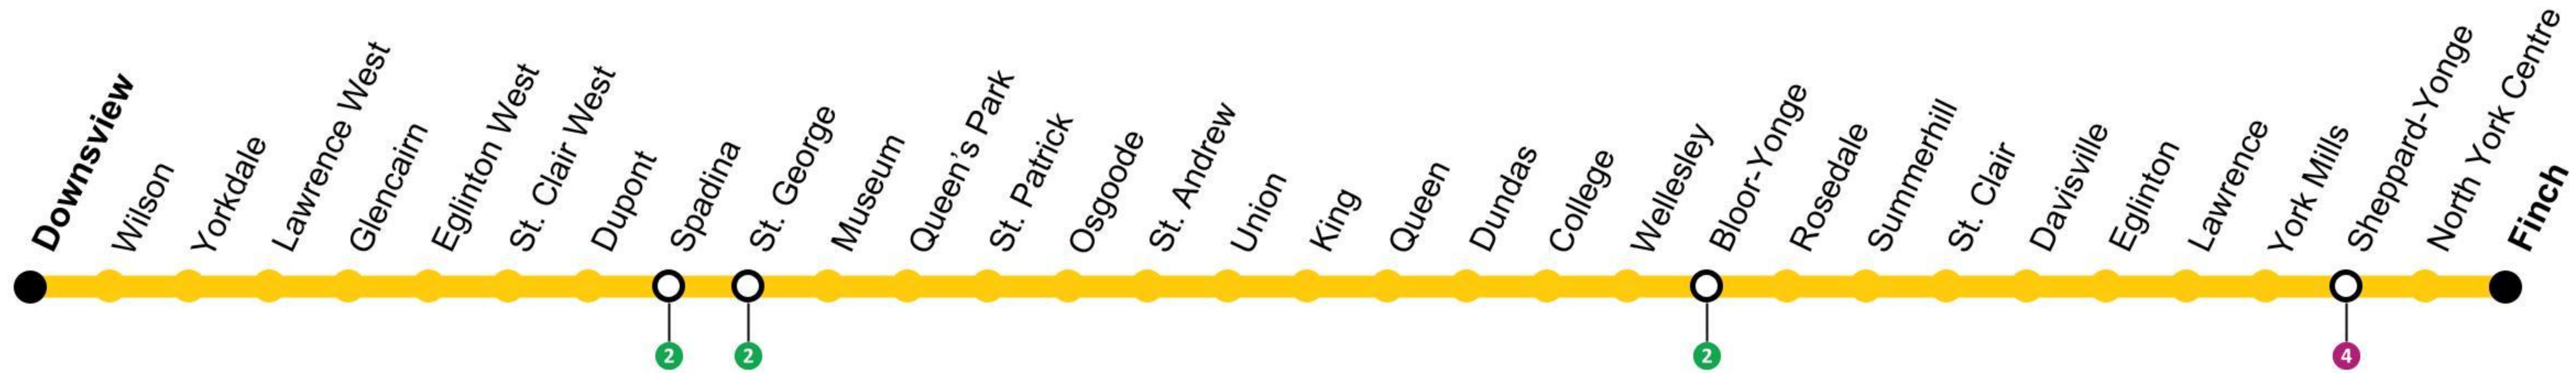 Downsview
Wilson
Yorkdale
Lawrence West
Glencairn
Eglinton West
St. Clair West
Dupont
Spadina
St. George
Museum
Queen's Park
St. Patrick
Osgoode
St. Andrew
Union
King
Queen
Dundas
College
Wellesley
Bloor-Yonge
Rosedale
Summerhill
St. Clair
Davisville
Eglinton
Lawrence
York Mills
Sheppard-Yonge
North York Centre
Finch
2
2
2
4